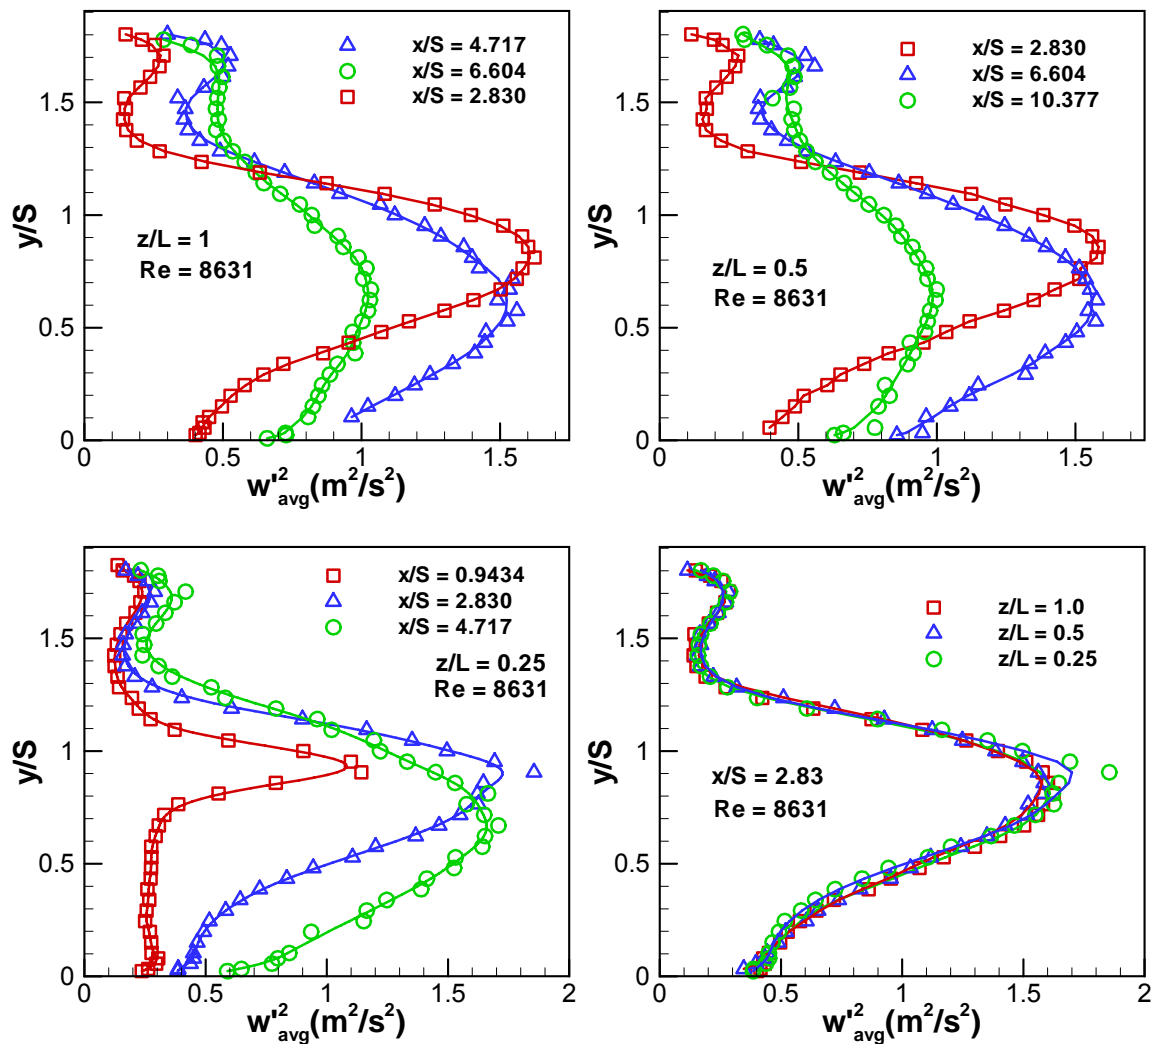 x/S = 4.717
x/S = 6.604
x/S = 2.830
z/L = 1
Re = 8631
y/S
0
0.5
1
1.5
0
0.5
1
1.5
w'²avg(m²/s²)
x/S = 2.830
x/S = 6.604
x/S = 10.377
z/L = 0.5
Re = 8631
y/S
0
0.5
1
1.5
0
0.5
1
1.5
w'²avg(m²/s²)
x/S = 0.9434
x/S = 2.830
x/S = 4.717
z/L = 0.25
Re = 8631
y/S
0
0.5
1
1.5
0
0.5
1
1.5
2
w'²avg(m²/s²)
z/L = 1.0
z/L = 0.5
z/L = 0.25
x/S = 2.83
Re = 8631
y/S
0
0.5
1
1.5
0
0.5
1
1.5
2
w'²avg(m²/s²)